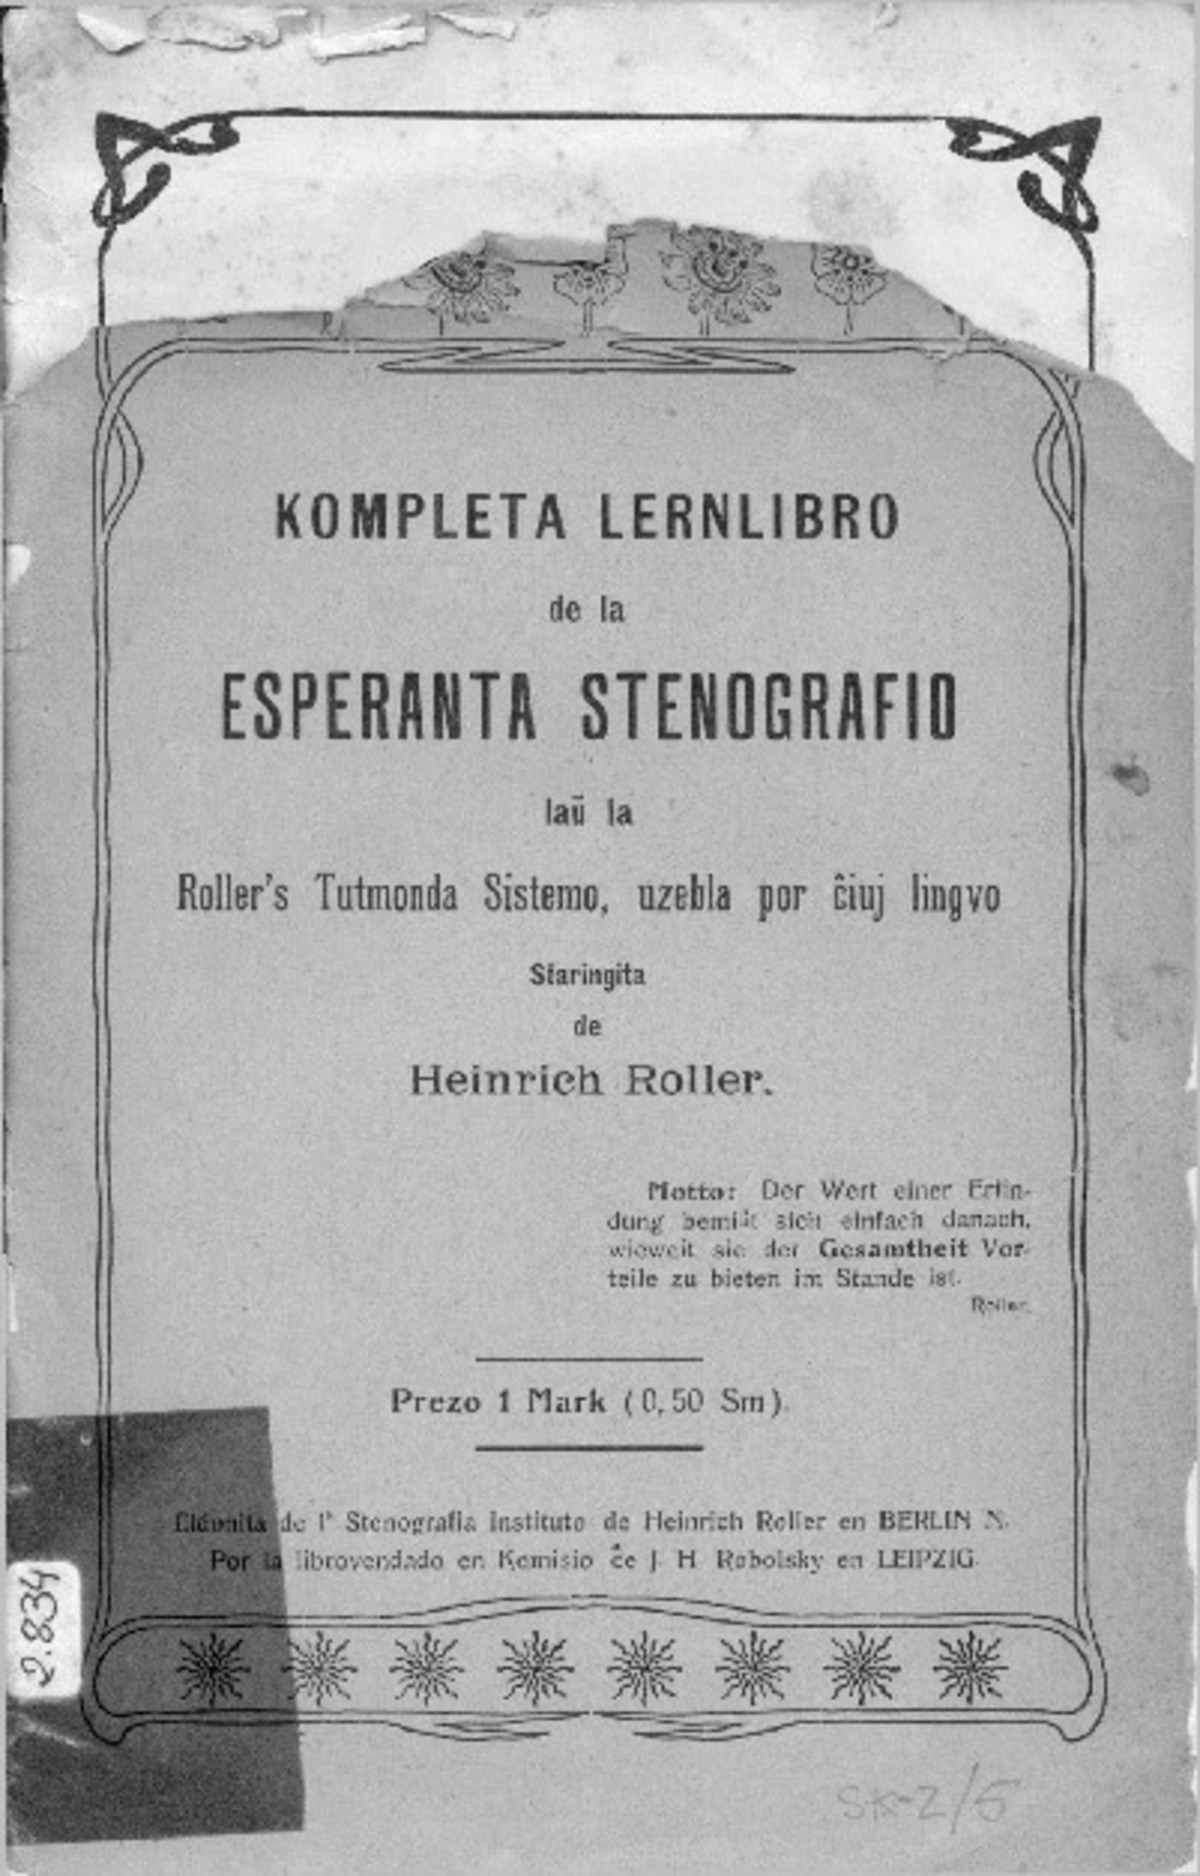 KOMPLETA LERNLIBRO
de la
ESPERANTA STENOGRAFIO
laŭ la
Roller's Tutmonda Sistemo, uzebla por ĉiuj lingvo
Staringita
de
Heinrich Roller.
Motto: Der Wert einer Erfin-
dung bemißt sich einfach danach,
wieweit sie der Gesamtheit Vor-
teile zu bieten im Stande ist.
Roller.
Prezo 1 Mark (0,50 Sm).
Eldonita de l' Stenografia Instituto de Heinrich Roller en BERLIN N.
Por la librovendado en Komisio ĉe J. H. Robolsky en LEIPZIG.
2.834
SK-2/5